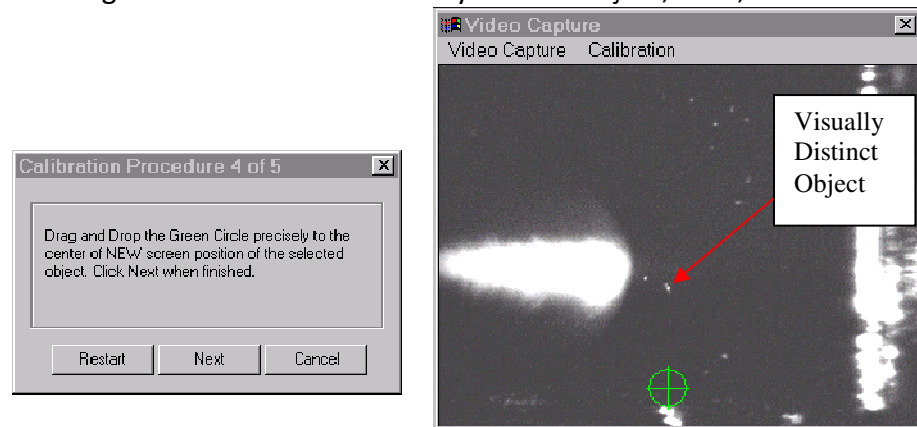 Video Capture
Video Capture Calibration
Visually
Distinct
Object
Calibration Procedure 4 of 5
Drag and Drop the Green Circle precisely to the
center of NEW screen position of the selected
object. Click Next when finished.
Restart Next Cancel